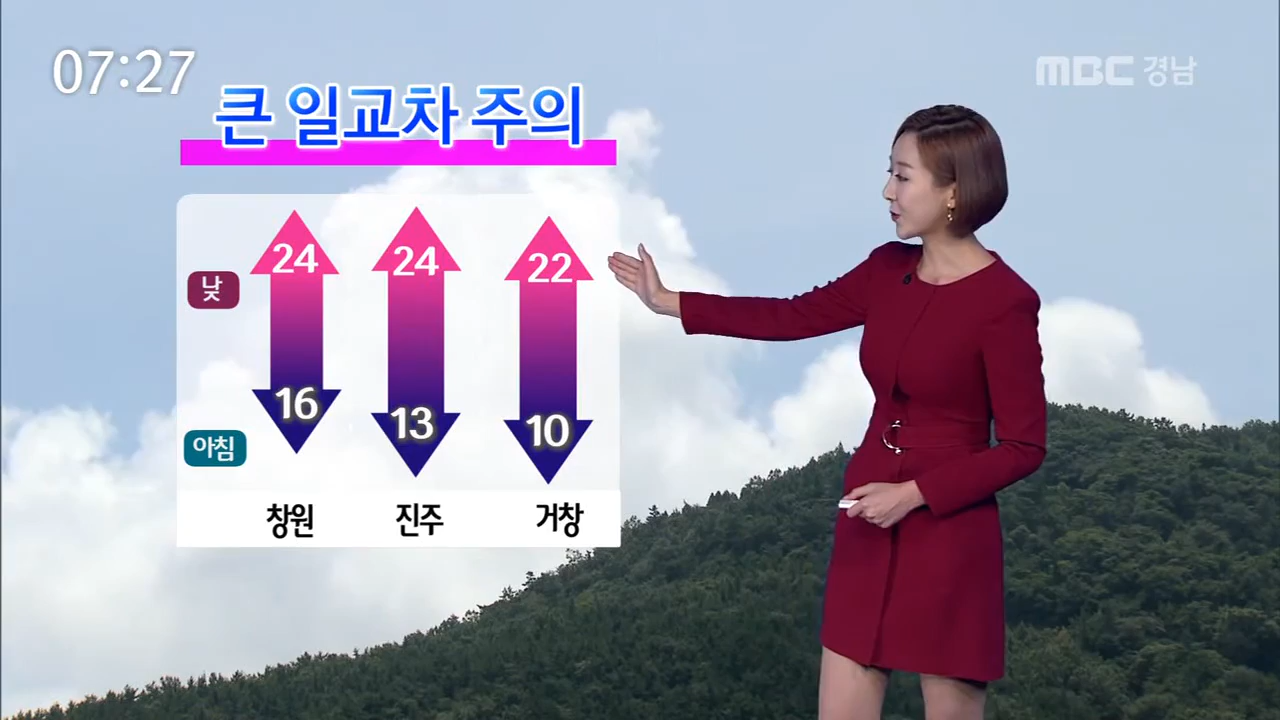 07:27
MBC 경남
큰 일교차 주의
24 24 22
낮
16 13 10
아침
창원 진주 거창